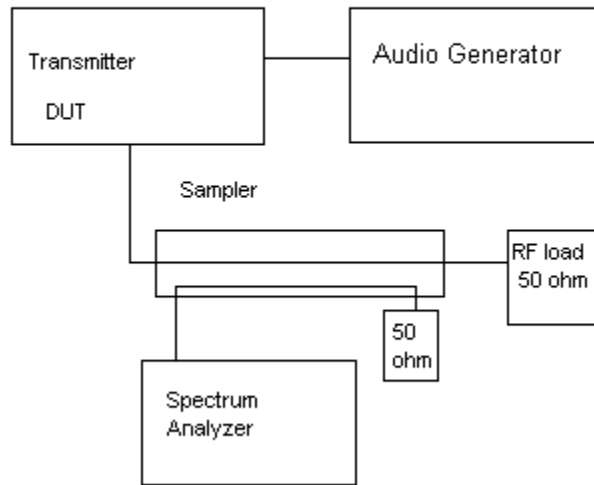 Transmitter
DUT
Audio Generator
Sampler
RF load
50 ohm
50
ohm
Spectrum
Analyzer